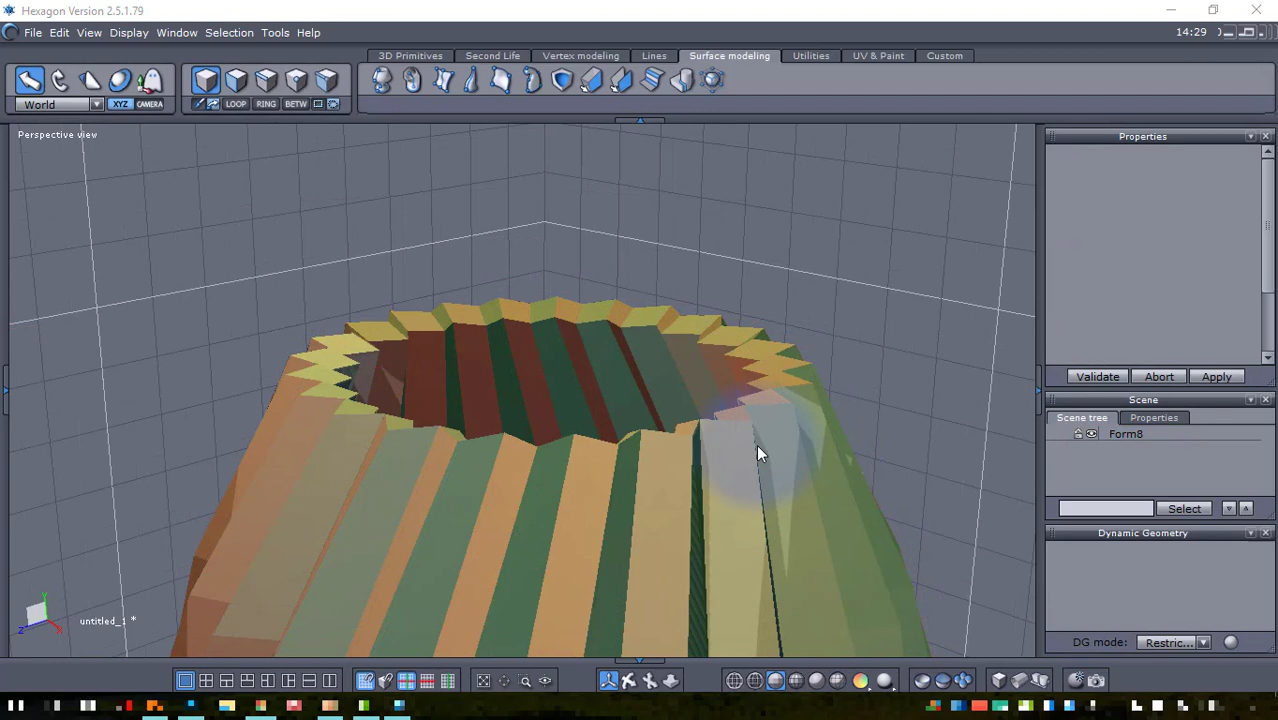 Hexagon Version 2.5.1.79
File Edit View Display Window Selection Tools Help
14:29
3D Primitives Second Life Vertex modeling Lines Surface modeling Utilities UV & Paint Custom
World XYZ CAMERA LOOP RING BETW
Perspective view
Properties
Validate Abort Apply
Scene
Scene tree Properties
Form8
Select
Dynamic Geometry
Y
Z X
untitled_1 *
DG mode: Restric...